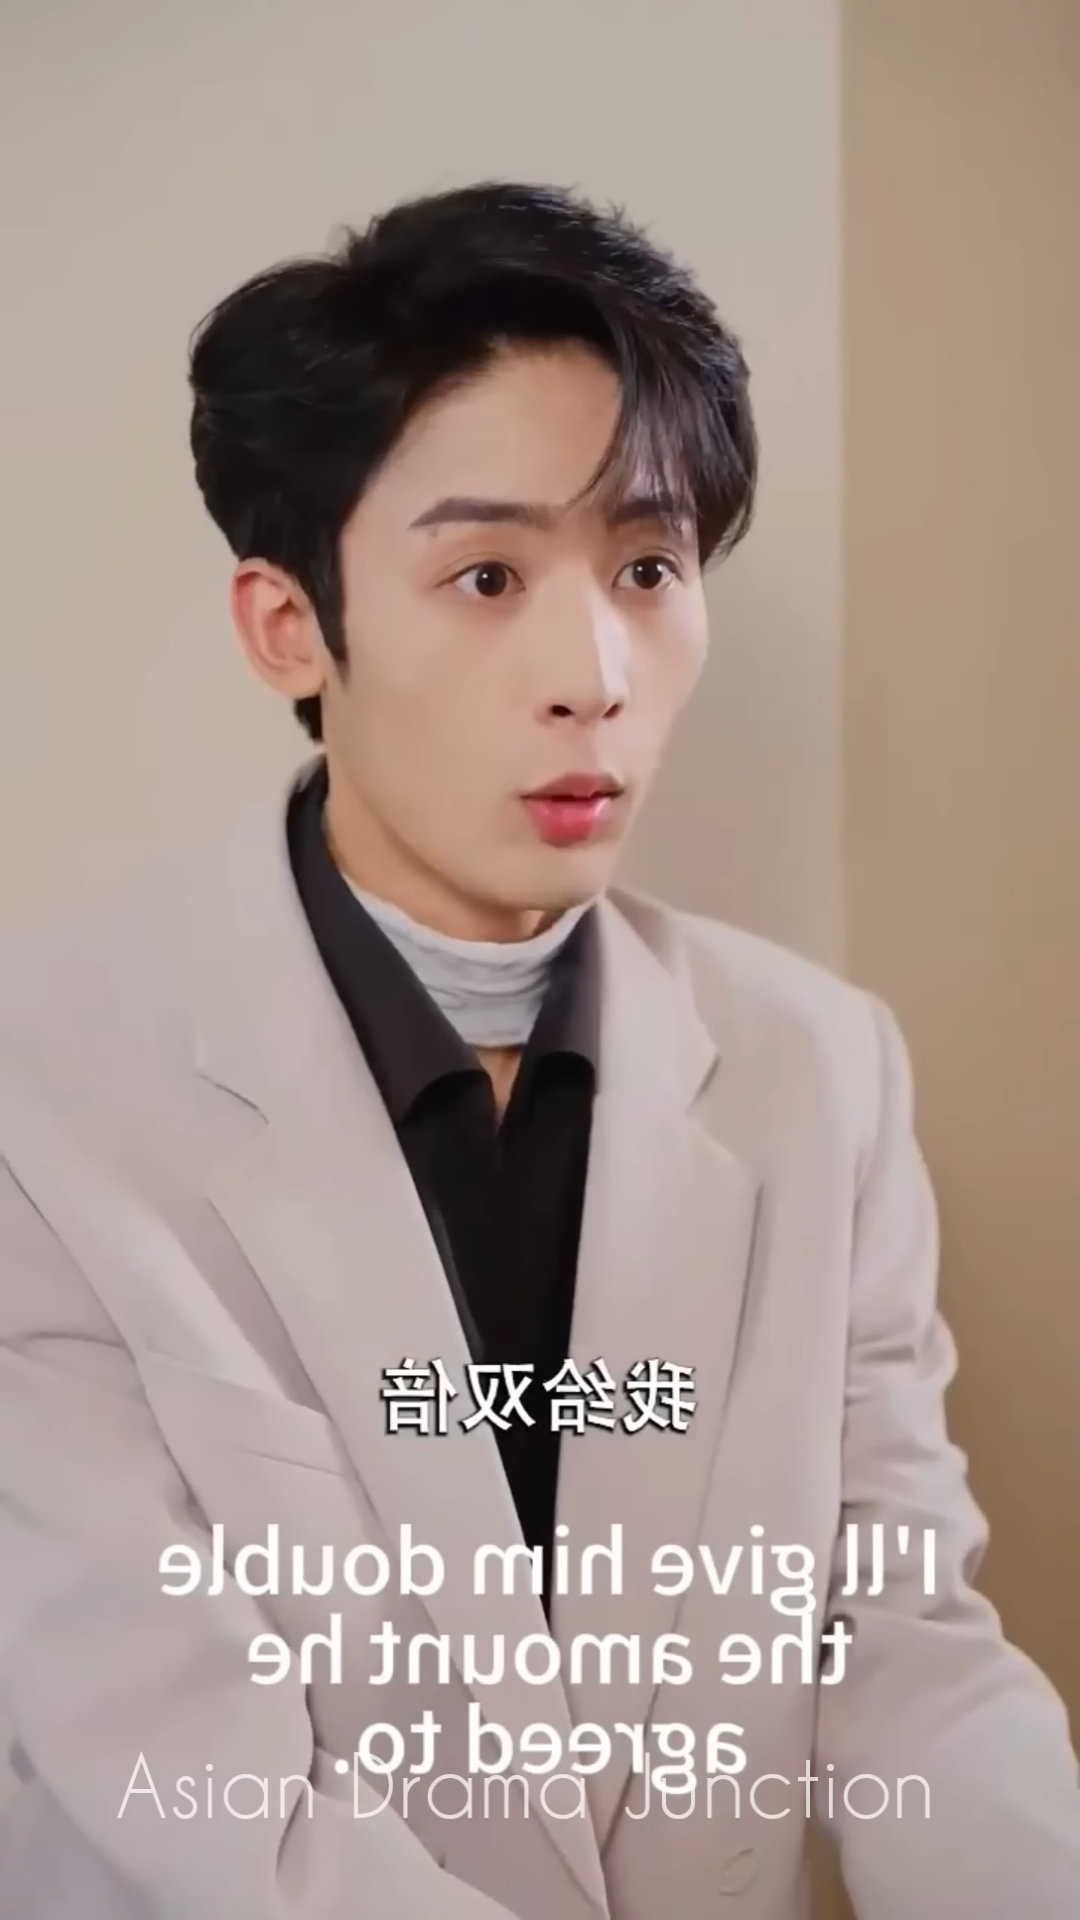 我给双倍
I'll give him double
the amount he
agreed to.
Asian Drama Junction